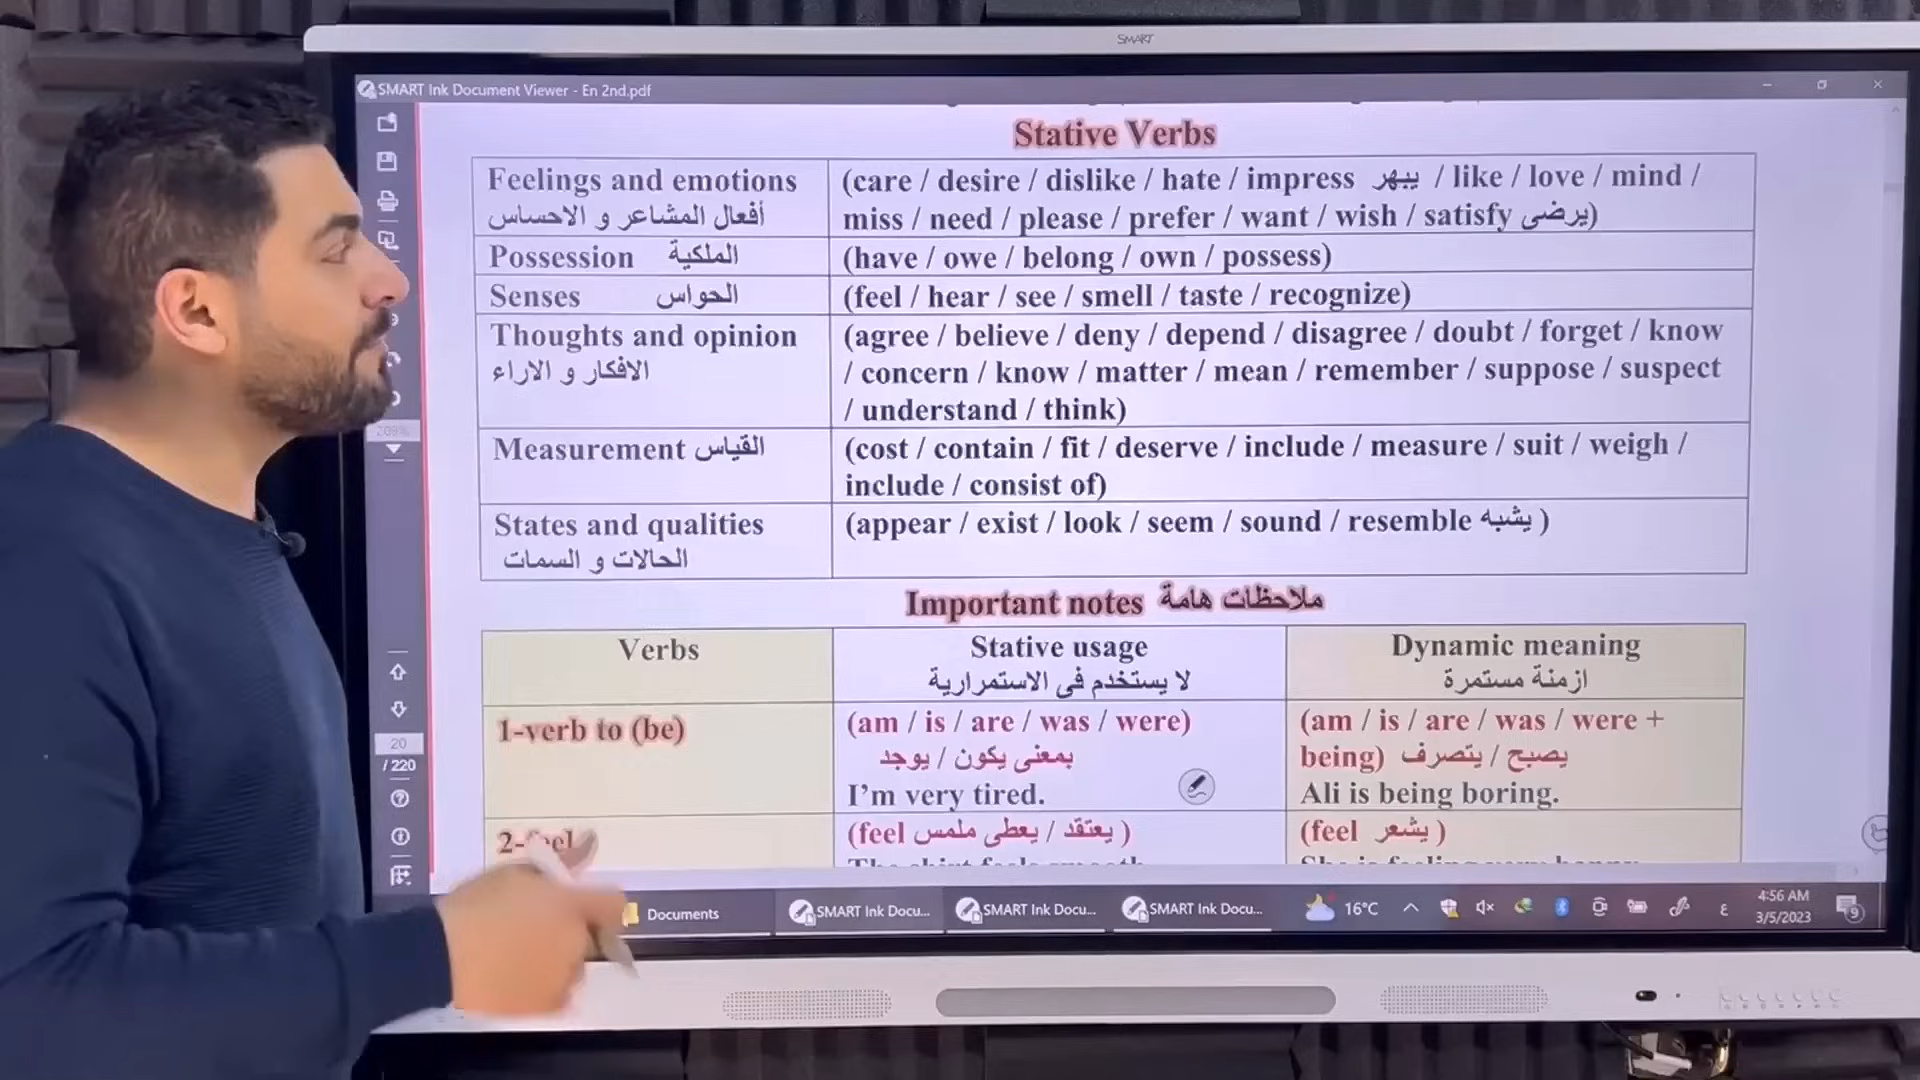 SMART
SMART Ink Document Viewer - En 2nd.pdf
Stative Verbs
Feelings and emotions
أفعال المشاعر و الاحساس
(care / desire / dislike / hate / impress يبهر / like / love / mind /
miss / need / please / prefer / want / wish / satisfy يرضى)
Possession الملكية
(have / owe / belong / own / possess)
Senses الحواس
(feel / hear / see / smell / taste / recognize)
Thoughts and opinion
الافكار و الاراء
(agree / believe / deny / depend / disagree / doubt / forget / know
/ concern / know / matter / mean / remember / suppose / suspect
/ understand / think)
Measurement القياس
(cost / contain / fit / deserve / include / measure / suit / weigh /
include / consist of)
States and qualities
الحالات و السمات
(appear / exist / look / seem / sound / resemble يشبه )
Important notes ملاحظات هامة
Verbs
Stative usage
لا يستخدم فى الاستمرارية
Dynamic meaning
ازمنة مستمرة
1-verb to (be)
(am / is / are / was / were)
بمعنى يكون / يوجد
I'm very tired.
(am / is / are / was / were +
being) يصبح / يتصرف
Ali is being boring.
2-feel
(feel يعتقد / يعطى ملمس )
(feel يشعر )
209%
20
/ 220
Documents
SMART Ink Docu...
SMART Ink Docu...
SMART Ink Docu...
16°C
ع
4:56 AM
3/5/2023
9